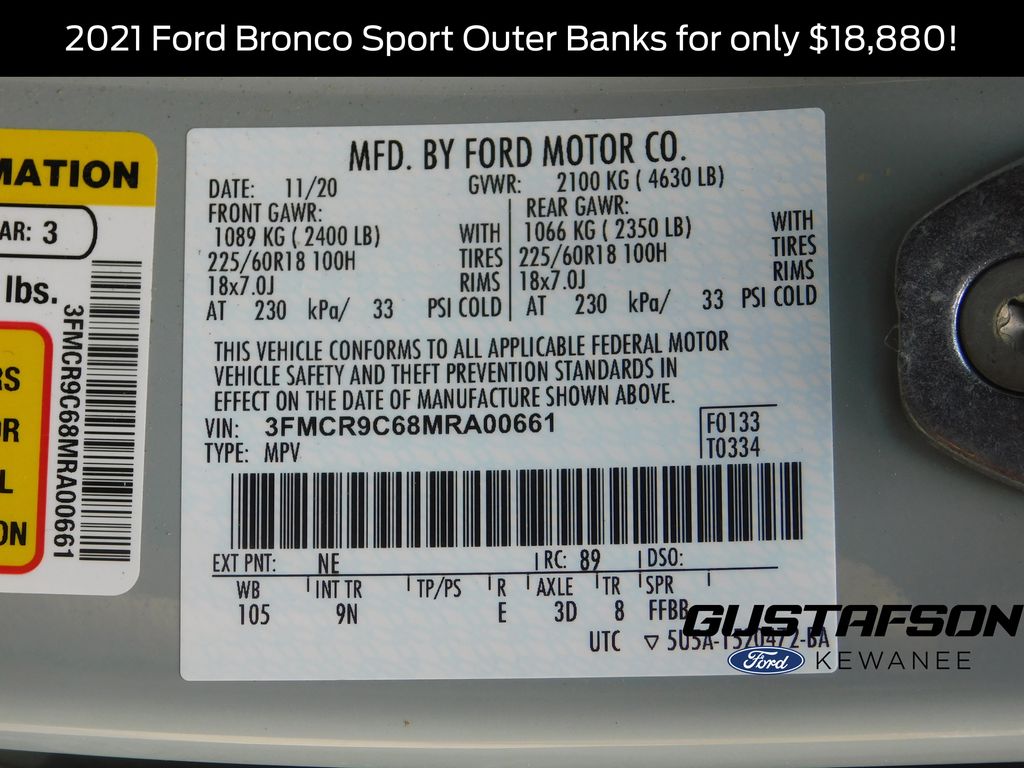 2021 Ford Bronco Sport Outer Banks for only $18,880!
MATION
AR: 3
lbs.
3FMCR9C68MRA00661
RS
OR
L
ON
MFD. BY FORD MOTOR CO.
DATE: 11/20 GVWR: 2100 KG ( 4630 LB)
FRONT GAWR: REAR GAWR:
1089 KG ( 2400 LB) WITH 1066 KG ( 2350 LB) WITH
225/60R18 100H TIRES 225/60R18 100H TIRES
18x7.0J RIMS 18x7.0J RIMS
AT 230 kPa/ 33 PSI COLD AT 230 kPa/ 33 PSI COLD
THIS VEHICLE CONFORMS TO ALL APPLICABLE FEDERAL MOTOR
VEHICLE SAFETY AND THEFT PREVENTION STANDARDS IN
EFFECT ON THE DATE OF MANUFACTURE SHOWN ABOVE.
VIN: 3FMCR9C68MRA00661 F0133
TYPE: MPV T0334
EXT PNT: NE RC: 89 DSO:
WB INT TR TP/PS R AXLE TR SPR
105 9N E 3D 8 FFBB
UTC ▽ 5U5A-1520472-BA
GUSTAFSON
Ford KEWANEE